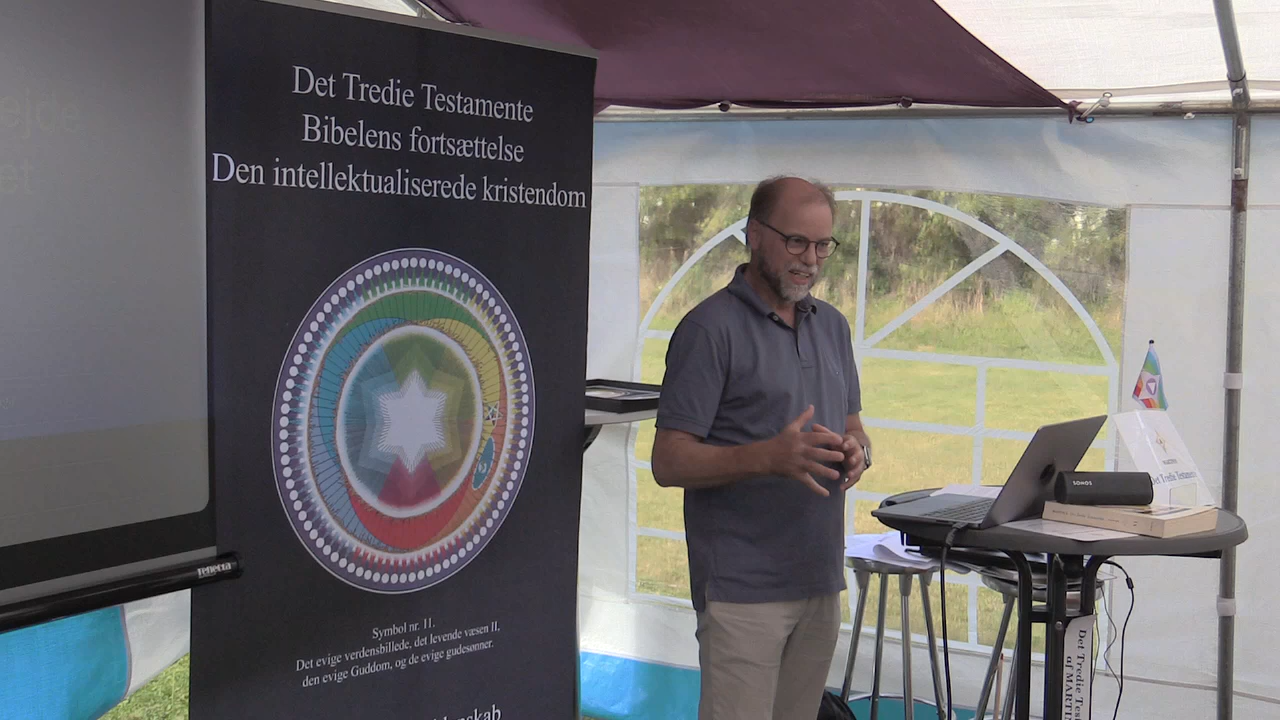 Det Tredie Testamente
Bibelens fortsættelse
Den intellektualiserede kristendom
Symbol nr. 11.
Det evige verdensbillede, det levende væsen II,
den evige Guddom, og de evige gudesønner.
SONOS
Det Tredie Testamente